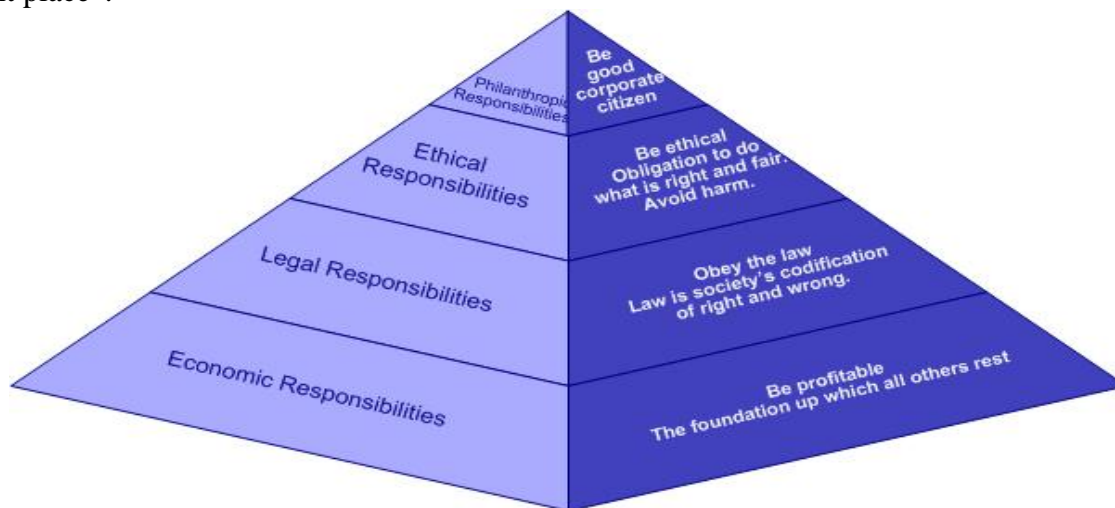 Philanthropic
Responsibilities
Be
good
corporate
citizen
Ethical
Responsibilities
Be ethical
Obligation to do
what is right and fair.
Avoid harm.
Legal Responsibilities
Obey the law
Law is society's codification
of right and wrong.
Economic Responsibilities
Be profitable
The foundation up which all others rest